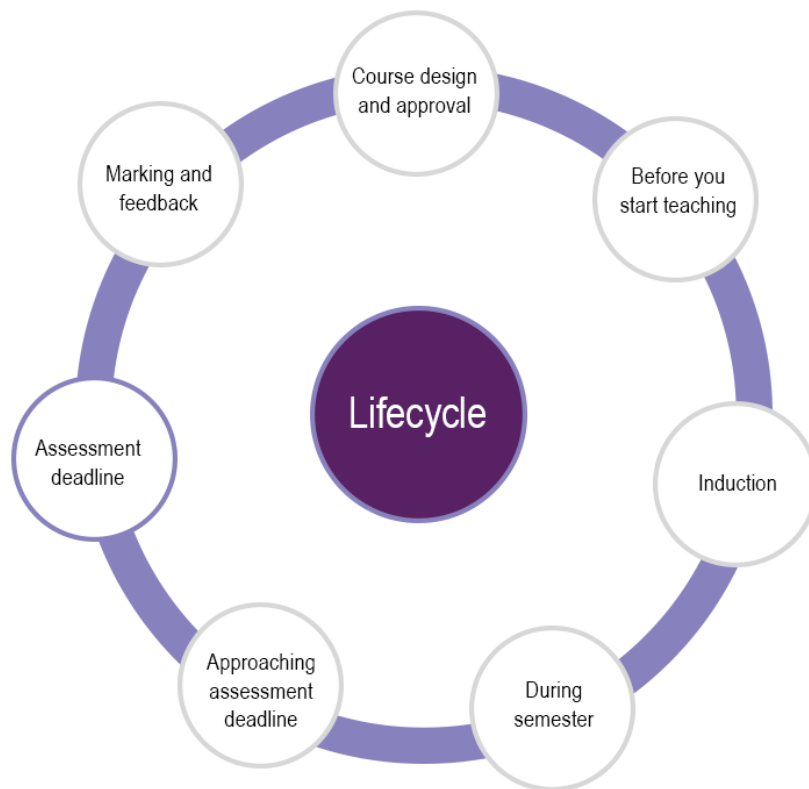 Course design
and approval
Before you
start teaching
Induction
During
semester
Approaching
assessment
deadline
Assessment
deadline
Marking and
feedback
Lifecycle